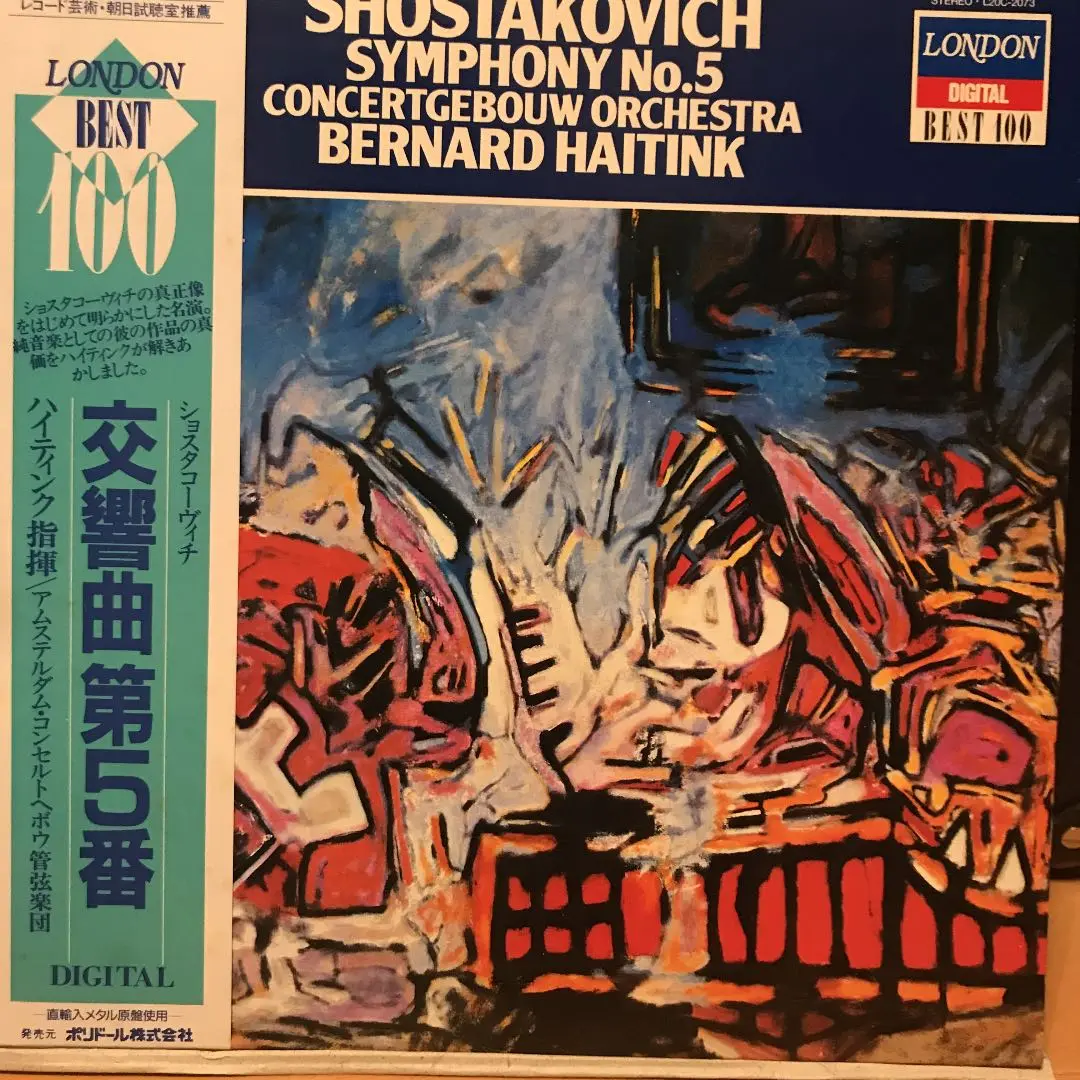 レコード芸術・朝日試聴室推薦
LONDON
BEST
100
ショスタコーヴィチの真正像
をはじめて明らかにした名演。
純音楽としての彼の作品の真
価をハイティンクが解きあ
かしました。
ショスタコーヴィチ
交響曲第5番
ハイティンク指揮/アムステルダム・コンセルトヘボウ管弦楽団
DIGITAL
直輸入メタル原盤使用
発売元 ポリドール株式会社
SHOSTAKOVICH
SYMPHONY No.5
CONCERTGEBOUW ORCHESTRA
BERNARD HAITINK
STEREO・L20C-2073
LONDON
DIGITAL
BEST 100